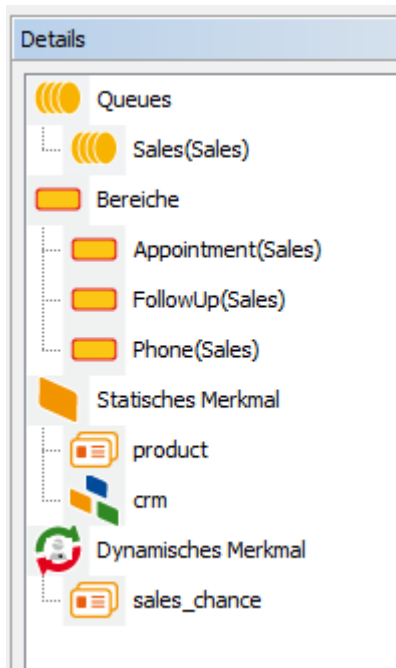 Details
Queues
Sales(Sales)
Bereiche
Appointment(Sales)
FollowUp(Sales)
Phone(Sales)
Statisches Merkmal
product
crm
Dynamisches Merkmal
sales_chance